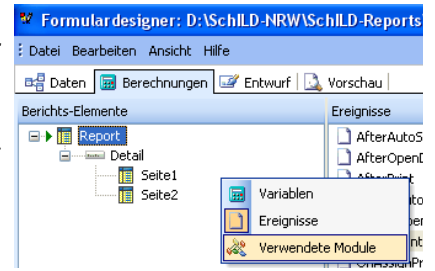 Formulardesigner: D:\SchILD-NRW\SchILD-Reports
Datei Bearbeiten Ansicht Hilfe
Daten Berechnungen Entwurf Vorschau
Berichts-Elemente Ereignisse
Report
Detail
Seite1
Seite2
AfterAutoS
AfterOpenD
AfterPrint
Variablen
Ereignisse
Verwendete Module